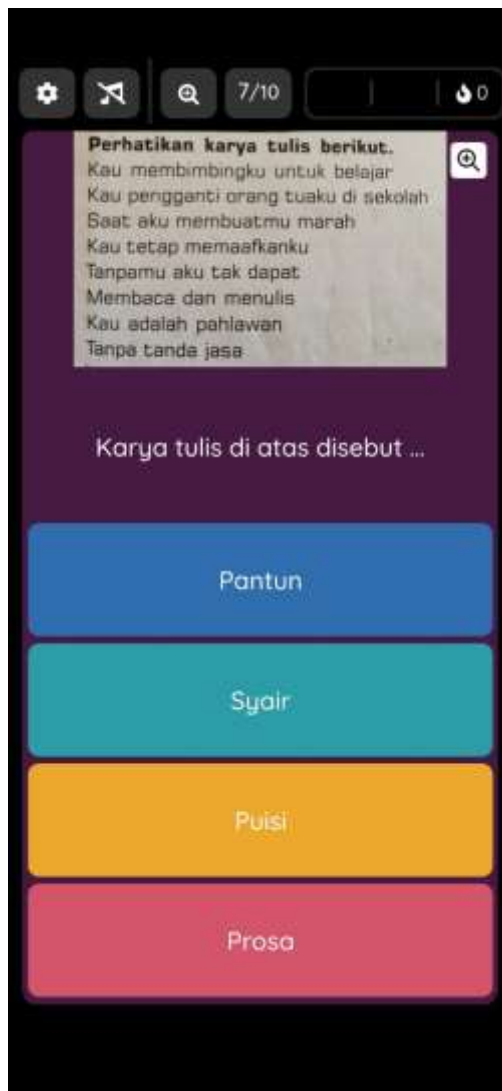 7/10
0
Perhatikan karya tulis berikut.
Kau membimbingku untuk belajar
Kau pengganti orang tuaku di sekolah
Saat aku membuatmu marah
Kau tetap memaafkanku
Tanpamu aku tak dapat
Membaca dan menulis
Kau adalah pahlawan
Tanpa tanda jasa
Karya tulis di atas disebut ...
Pantun
Syair
Puisi
Prosa